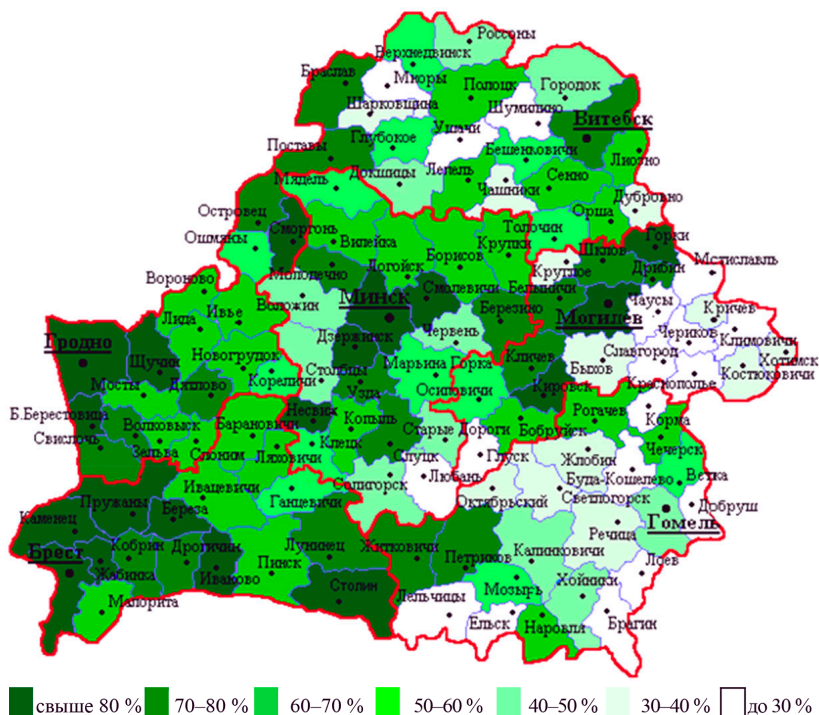 Россоны
Верхнедвинск
Браслав
Миоры
Полоцк
Городок
Шарковщина
Шумилино
Витебск
Ушачи
Глубокое
Поставы
Бешенковичи
Лиозно
Мядель
Докшицы
Лепель
Сенно
Чашники
Дубровно
Островец
Орша
Толочин
Сморгонь
Ошмяны
Вилейка
Крупки
Горки
Борисов
Шклов
Круглое
Дрибин
Мстиславль
Молодечно
Логойск
Вороново
Смолевичи
Белыничи
Воложин
Минск
Чаусы
Ивье
Березино
Могилев
Кричев
Лида
Червень
Чериков
Климовичи
Гродно
Дзержинск
Новогрудок
Марьина
Горка
Кличев
Славгород
Хотимск
Щучин
Столбцы
Быхов
Костюковичи
Кореличи
Краснополье
Мосты
Дятлово
Узда
Осиповичи
Кировск
Б.Берестовица
Несвиж
Копыль
Рогачев
Корма
Волковыск
Барановичи
Старые
Дороги
Бобруйск
Свислочь
Клецк
Чечерск
Зельва
Слоним
Ляховичи
Слуцк
Глуск
Жлобин
Любань
Буда-
Кошелево
Ветка
Солигорск
Ивацевичи
Ганцевичи
Октябрьский
Светлогорск
Пружаны
Добруш
Каменец
Береза
Речица
Гомель
Брест
Кобрин
Дрогичин
Лунинец
Житковичи
Петриков
Калинковичи
Лоев
Жабинка
Иваново
Пинск
Столин
Хойники
Мозырь
Малорита
Лельчицы
Ельск
Наровля
Брагин
свыше 80 % 70–80 % 60–70 % 50–60 % 40–50 % 30–40 % до 30 %